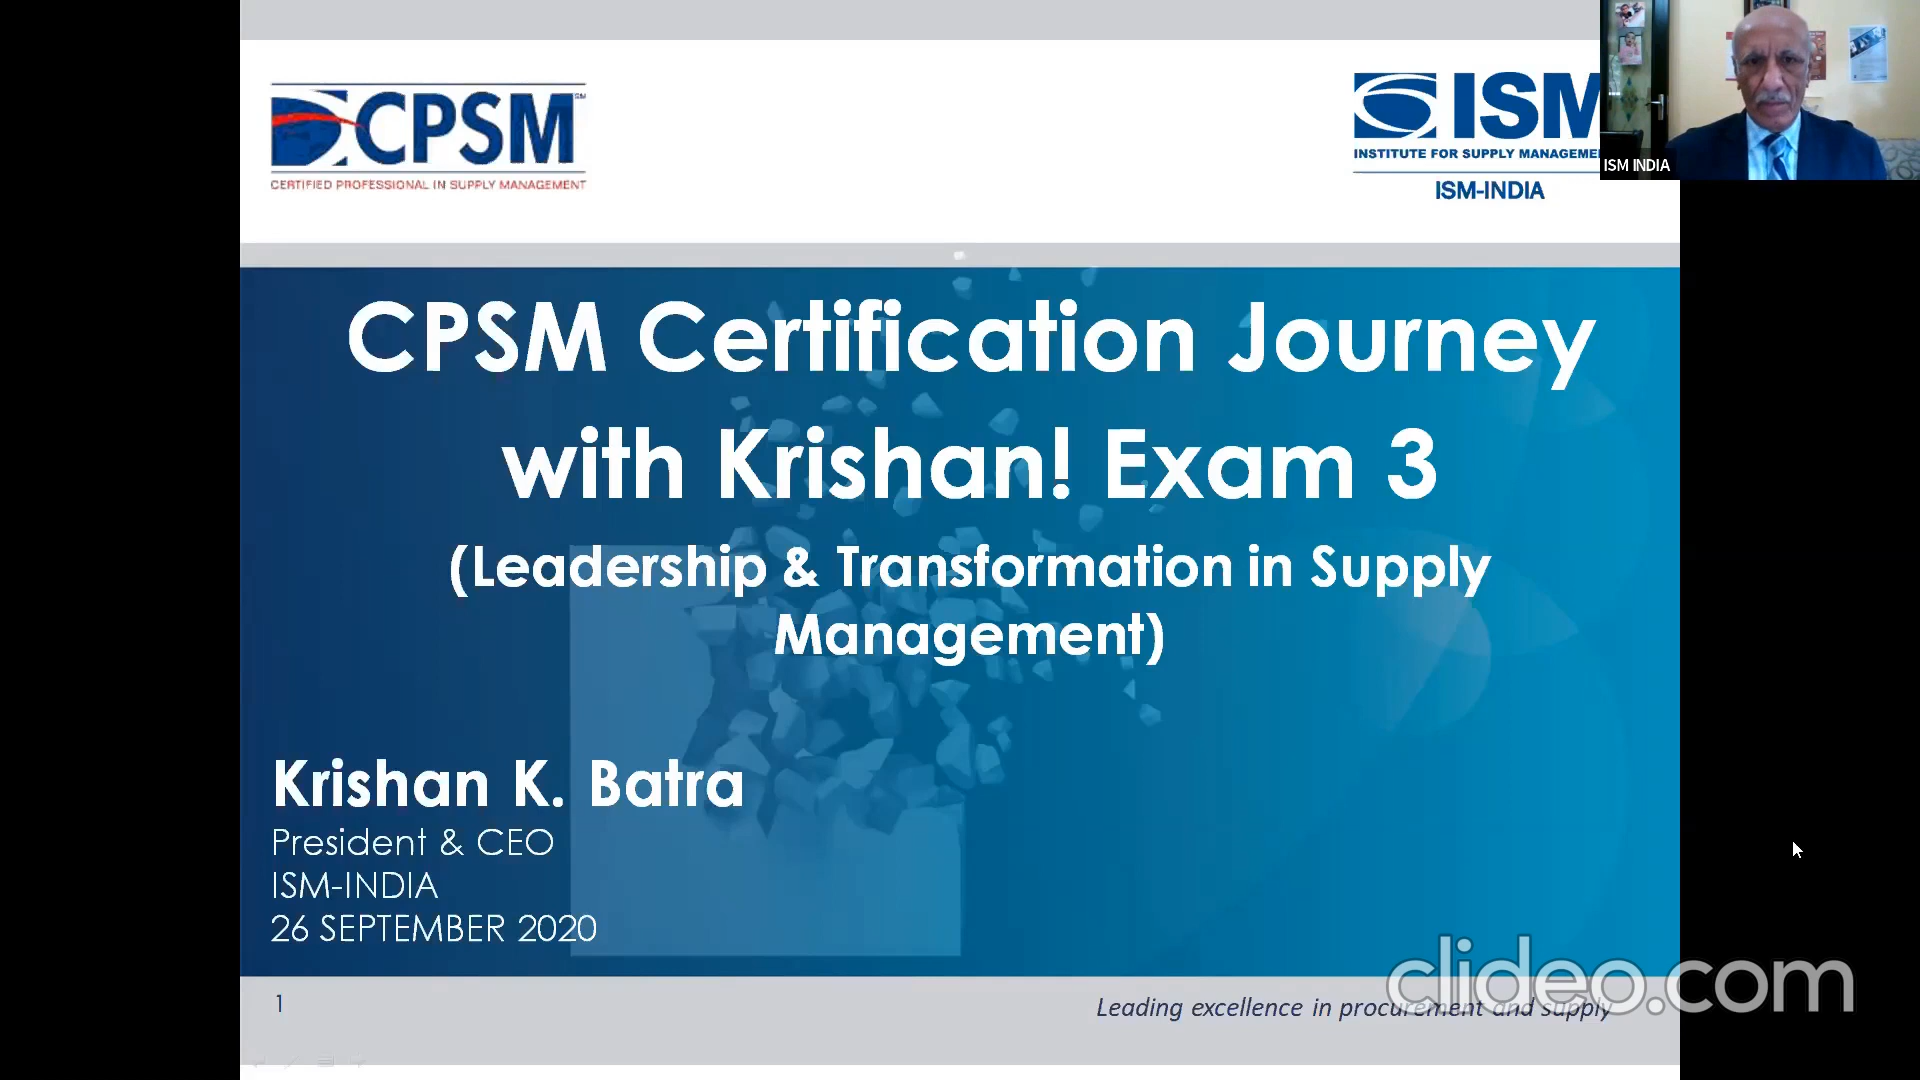 CPSM
SM
CERTIFIED PROFESSIONAL IN SUPPLY MANAGEMENT
ISM
INSTITUTE FOR SUPPLY MANAGEME
ISM-INDIA
ISM INDIA
CPSM Certification Journey
with Krishan! Exam 3
(Leadership & Transformation in Supply
Management)
Krishan K. Batra
President & CEO
ISM-INDIA
26 SEPTEMBER 2020
1
Leading excellence in procurement and supply
clideo.com